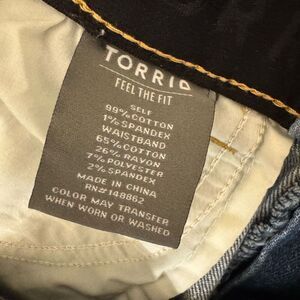 TORRID
FEEL THE FIT
SELF
99% COTTON
1% SPANDEX
WAISTBAND
65% COTTON
26% RAYON
7% POLYESTER
2% SPANDEX
MADE IN CHINA
RN# 148862
COLOR MAY TRANSFER
WHEN WORN OR WASHED